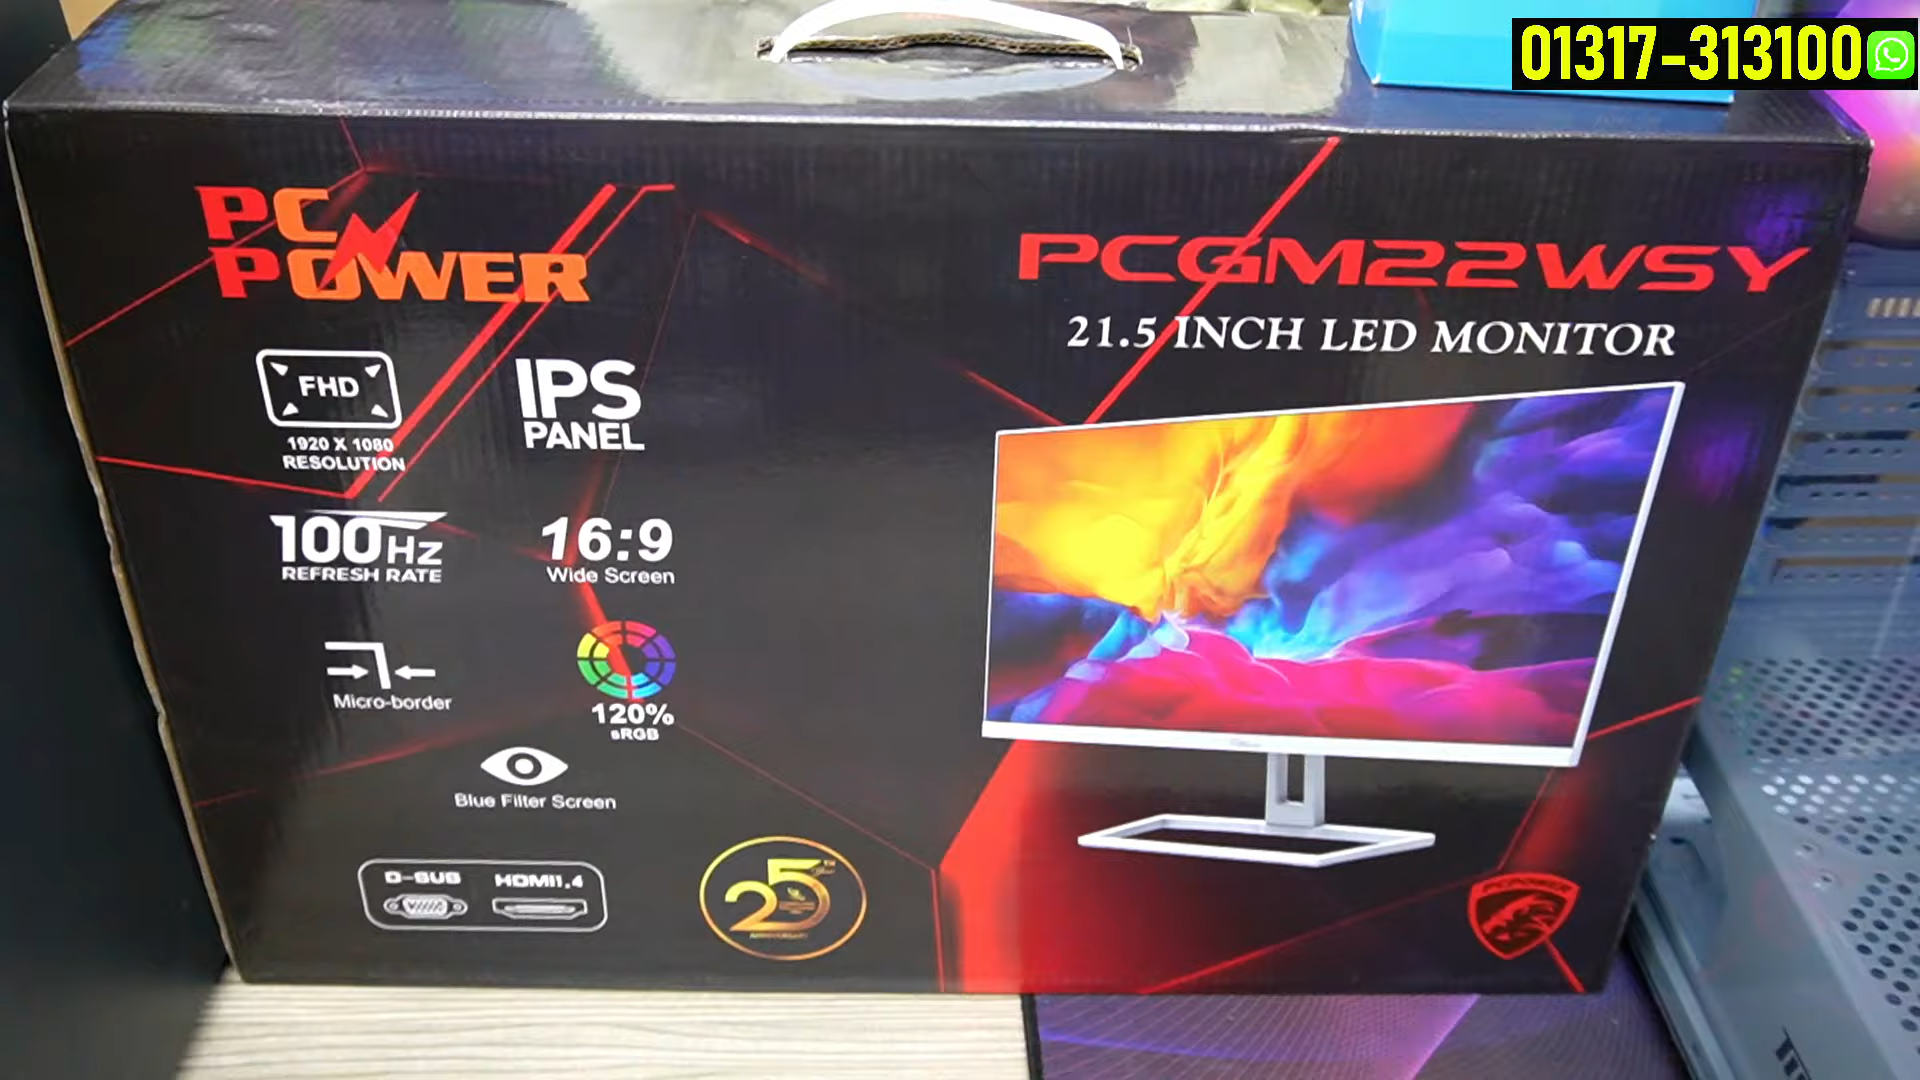 01317-313100
PC
POWER
PCGM22WSY
21.5 INCH LED MONITOR
FHD
1920 X 1080
RESOLUTION
IPS
PANEL
100Hz
REFRESH RATE
16:9
Wide Screen
Micro-border
120%
sRGB
Blue Filter Screen
D-SUB HDMI1.4
25